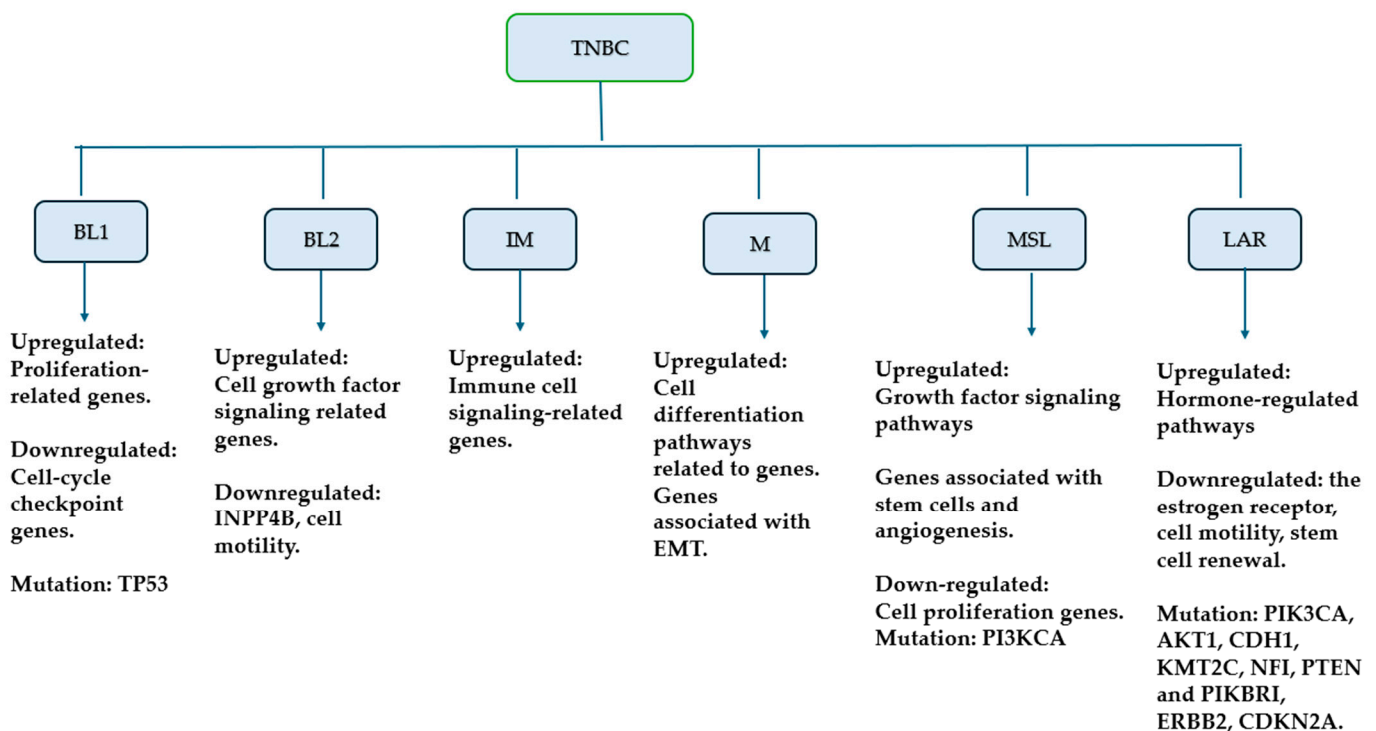 TNBC
BL1
BL2
IM
M
MSL
LAR
Upregulated:
Proliferation-
related genes.
Downregulated:
Cell-cycle
checkpoint
genes.
Mutation: TP53
Upregulated:
Cell growth factor
signaling related
genes.
Downregulated:
INPP4B, cell
motility.
Upregulated:
Immune cell
signaling-related
genes.
Upregulated:
Cell
differentiation
pathways
related to genes.
Genes
associated with
EMT.
Upregulated:
Growth factor signaling
pathways
Genes associated with
stem cells and
angiogenesis.
Down-regulated:
Cell proliferation genes.
Mutation: PI3KCA
Upregulated:
Hormone-regulated
pathways
Downregulated: the
estrogen receptor,
cell motility, stem
cell renewal.
Mutation: PIK3CA,
AKT1, CDH1,
KMT2C, NFI, PTEN
and PIKBRI,
ERBB2, CDKN2A.